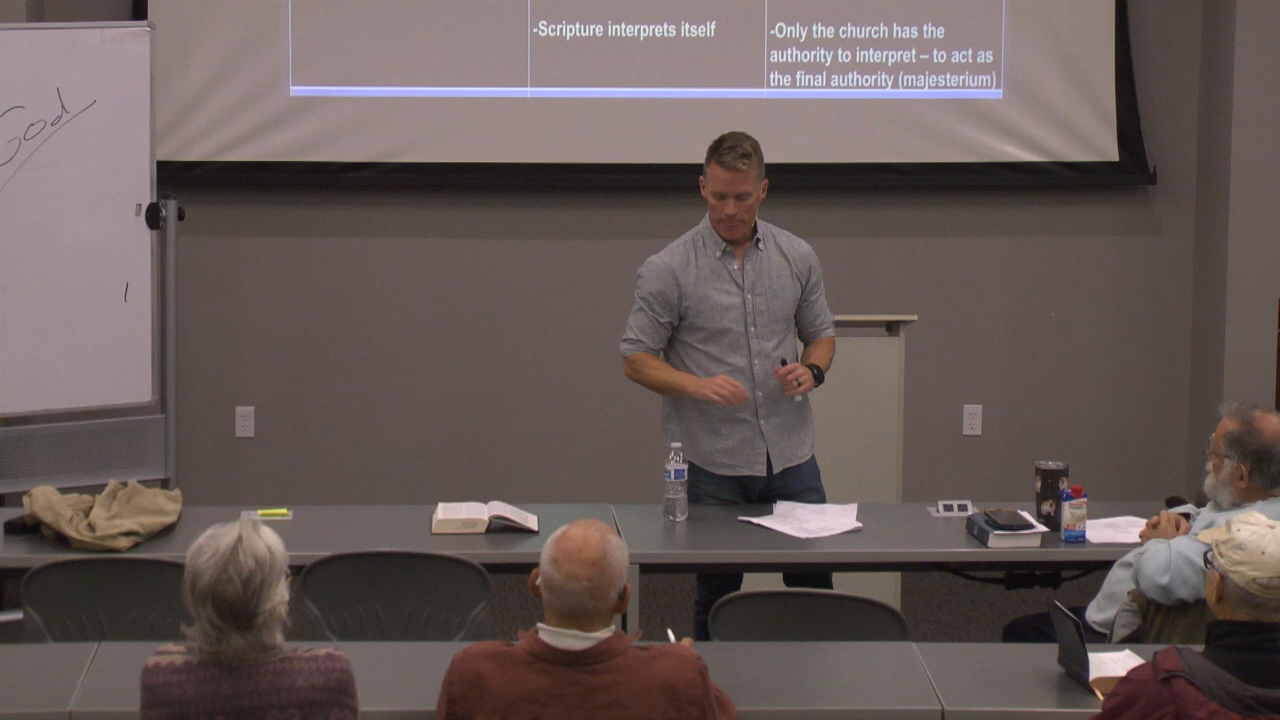 -Scripture interprets itself
-Only the church has the
authority to interpret – to act as
the final authority (majesterium)
God